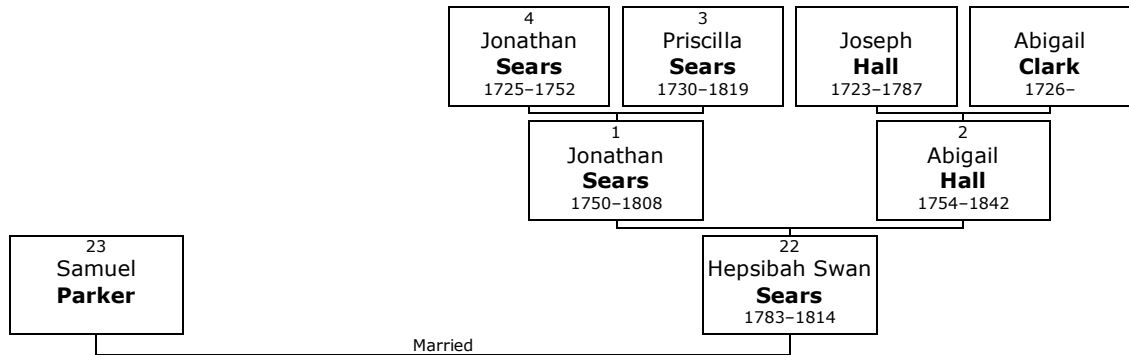 4
Jonathan
Sears
1725–1752
3
Priscilla
Sears
1730–1819
Joseph
Hall
1723–1787
Abigail
Clark
1726–
1
Jonathan
Sears
1750–1808
2
Abigail
Hall
1754–1842
23
Samuel
Parker
22
Hepsibah Swan
Sears
1783–1814
Married